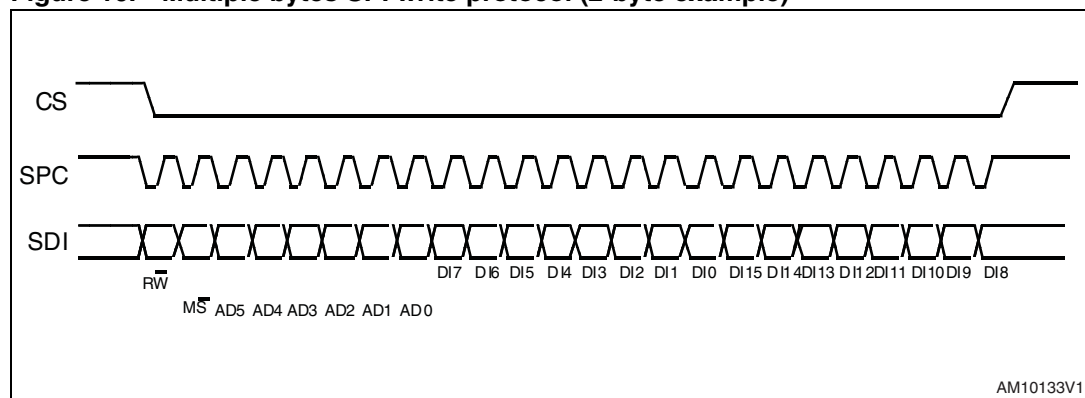 CS
SPC
SDI
DI7 DI6 DI5 DI4 DI3 DI2 DI1 DI0 DI15 DI14 DI13 DI12 DI11 DI10 DI9 DI8
RW
MS AD5 AD4 AD3 AD2 AD1 AD0
AM10133V1